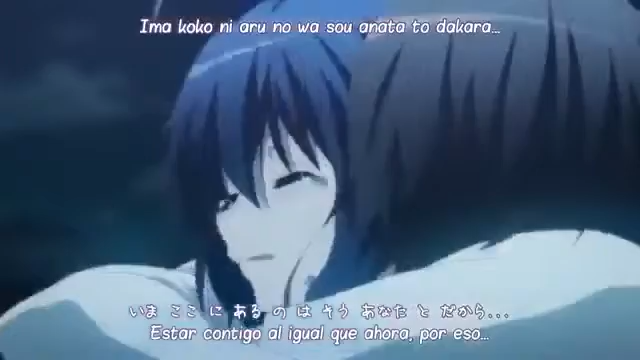 Ima koko ni aru no wa sou anata to dakara...
いま ここ に ある の は そう あなた と だから...
Estar contigo al igual que ahora, por eso...